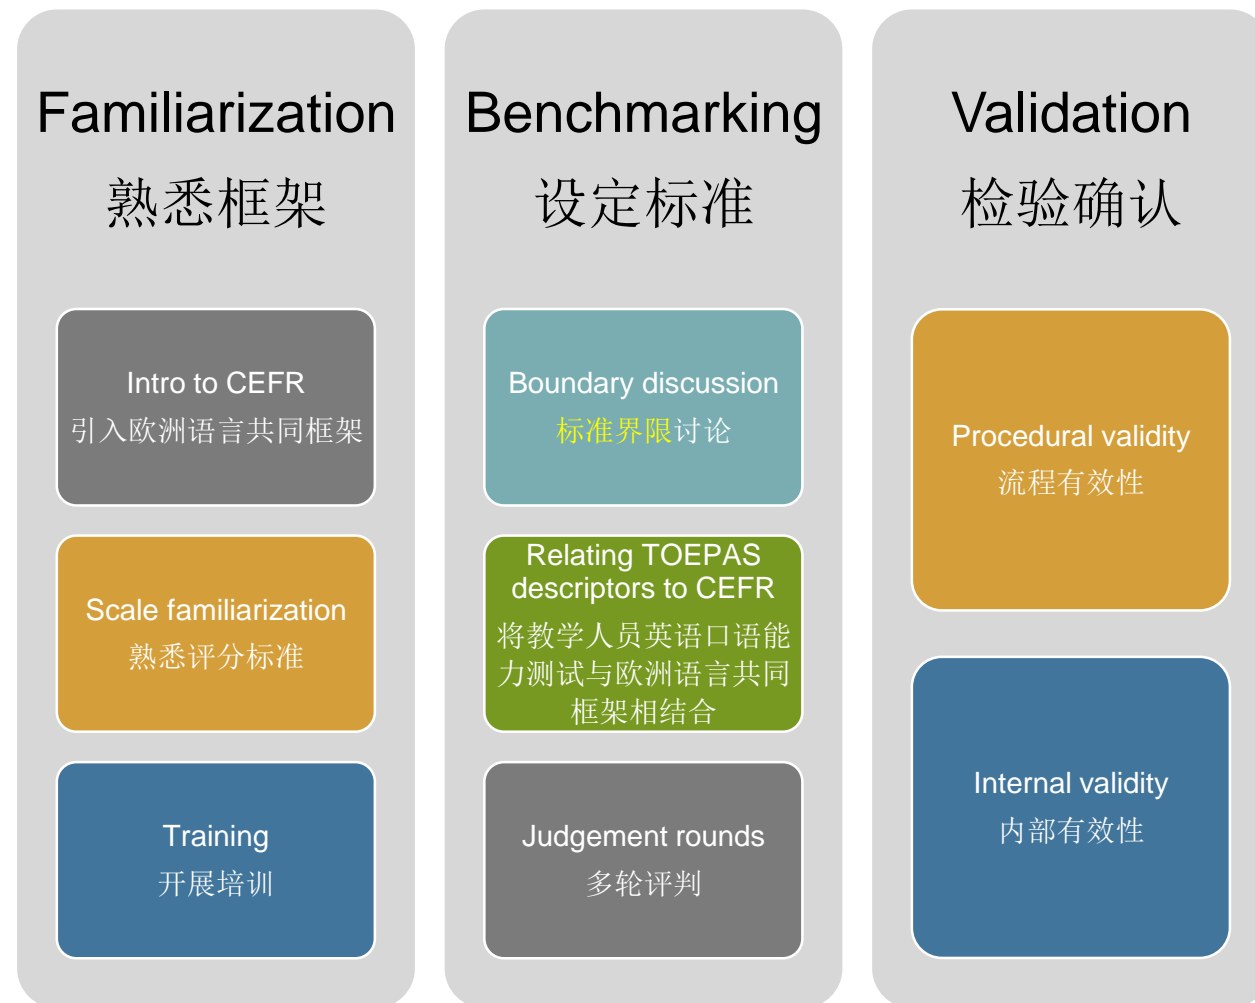 Familiarization
熟悉框架
Intro to CEFR
引入欧洲语言共同框架
Scale familiarization
熟悉评分标准
Training
开展培训
Benchmarking
设定标准
Boundary discussion
标准界限讨论
Relating TOEPAS
descriptors to CEFR
将教学人员英语口语能
力测试与欧洲语言共同
框架相结合
Judgement rounds
多轮评判
Validation
检验确认
Procedural validity
流程有效性
Internal validity
内部有效性